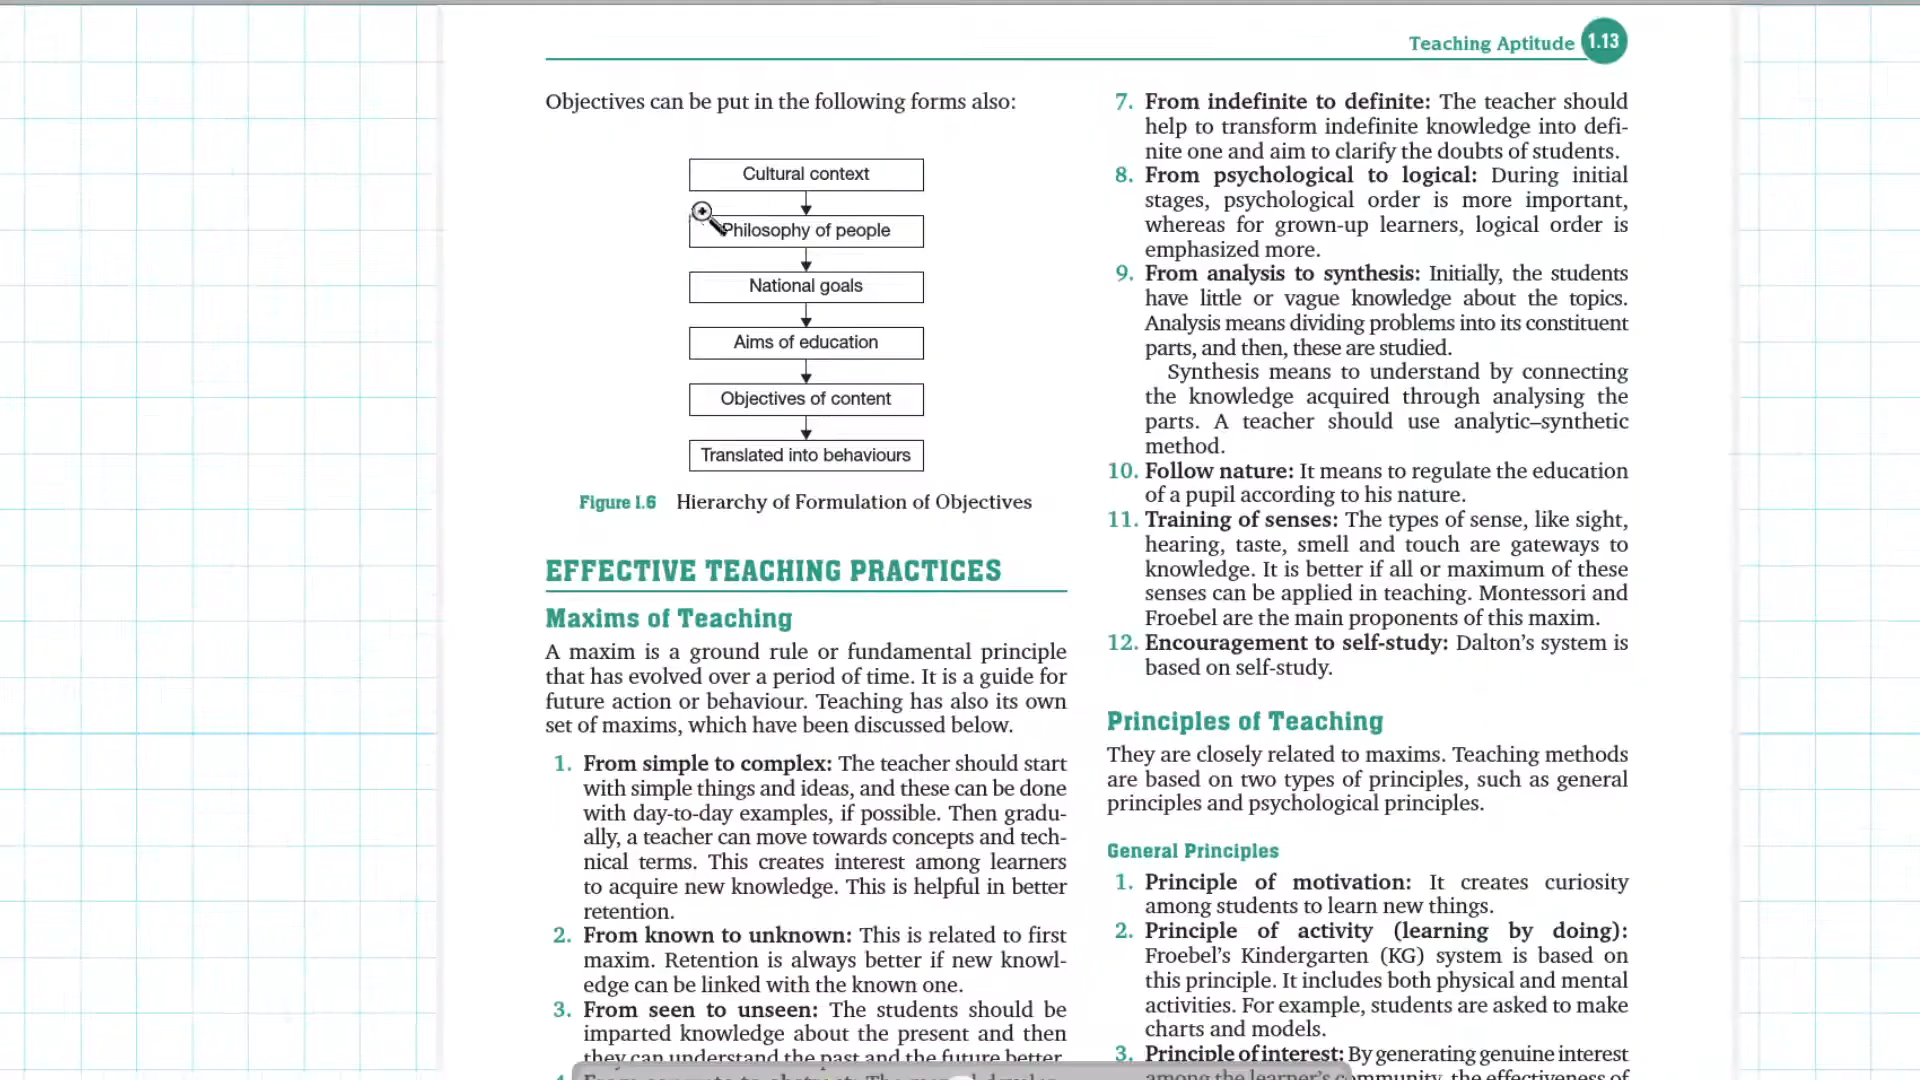 Teaching Aptitude 1.13
Objectives can be put in the following forms also:
Cultural context
Philosophy of people
National goals
Aims of education
Objectives of content
Translated into behaviours
Figure 1.6 Hierarchy of Formulation of Objectives
EFFECTIVE TEACHING PRACTICES
Maxims of Teaching
A maxim is a ground rule or fundamental principle
that has evolved over a period of time. It is a guide for
future action or behaviour. Teaching has also its own
set of maxims, which have been discussed below.
1. From simple to complex: The teacher should start
with simple things and ideas, and these can be done
with day-to-day examples, if possible. Then gradu-
ally, a teacher can move towards concepts and tech-
nical terms. This creates interest among learners
to acquire new knowledge. This is helpful in better
retention.
2. From known to unknown: This is related to first
maxim. Retention is always better if new knowl-
edge can be linked with the known one.
3. From seen to unseen: The students should be
imparted knowledge about the present and then
they can understand the past and the future better.
7. From indefinite to definite: The teacher should
help to transform indefinite knowledge into defi-
nite one and aim to clarify the doubts of students.
8. From psychological to logical: During initial
stages, psychological order is more important,
whereas for grown-up learners, logical order is
emphasized more.
9. From analysis to synthesis: Initially, the students
have little or vague knowledge about the topics.
Analysis means dividing problems into its constituent
parts, and then, these are studied.
Synthesis means to understand by connecting
the knowledge acquired through analysing the
parts. A teacher should use analytic–synthetic
method.
10. Follow nature: It means to regulate the education
of a pupil according to his nature.
11. Training of senses: The types of sense, like sight,
hearing, taste, smell and touch are gateways to
knowledge. It is better if all or maximum of these
senses can be applied in teaching. Montessori and
Froebel are the main proponents of this maxim.
12. Encouragement to self-study: Dalton's system is
based on self-study.
Principles of Teaching
They are closely related to maxims. Teaching methods
are based on two types of principles, such as general
principles and psychological principles.
General Principles
1. Principle of motivation: It creates curiosity
among students to learn new things.
2. Principle of activity (learning by doing):
Froebel's Kindergarten (KG) system is based on
this principle. It includes both physical and mental
activities. For example, students are asked to make
charts and models.
3. Principle of interest: By generating genuine interest
among the learner's community, the effectiveness of